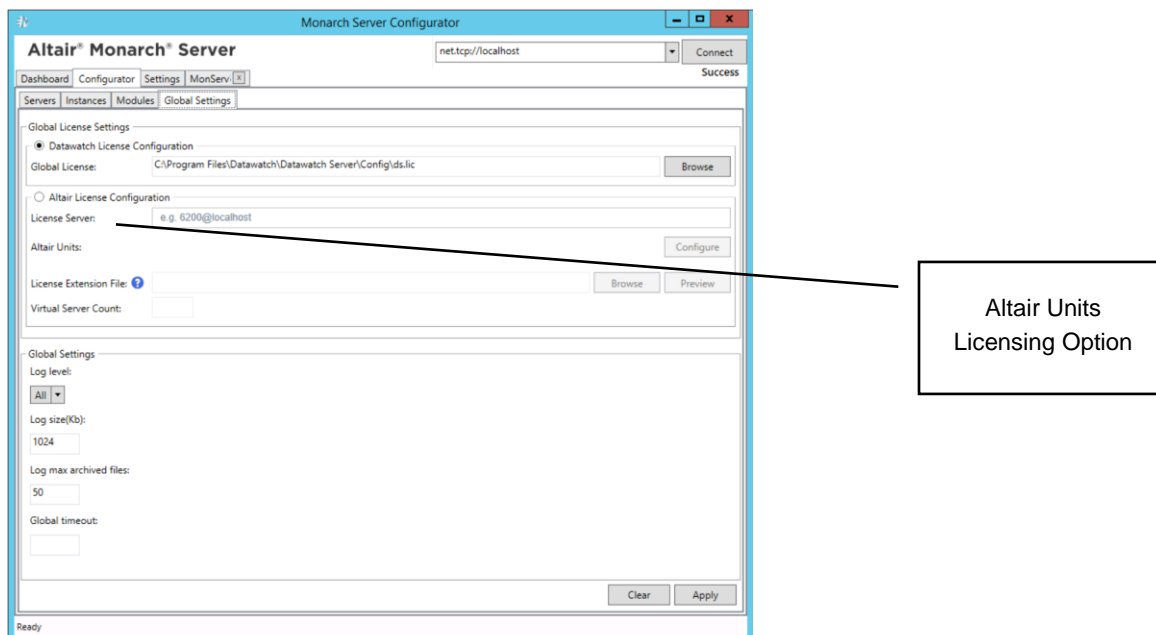 Monarch Server Configurator
Altair® Monarch® Server
net.tcp://localhost
Connect
Success
Dashboard Configurator Settings MonServ x
Servers Instances Modules Global Settings
Global License Settings
Datawatch License Configuration
Global License: C:\Program Files\Datawatch\Datawatch Server\Config\ds.lic Browse
Altair License Configuration
License Server: e.g. 6200@localhost
Altair Units: Configure
License Extension File: ? Browse Preview
Virtual Server Count:
Altair Units
Licensing Option
Global Settings
Log level:
All
Log size(Kb):
1024
Log max archived files:
50
Global timeout:
Clear Apply
Ready